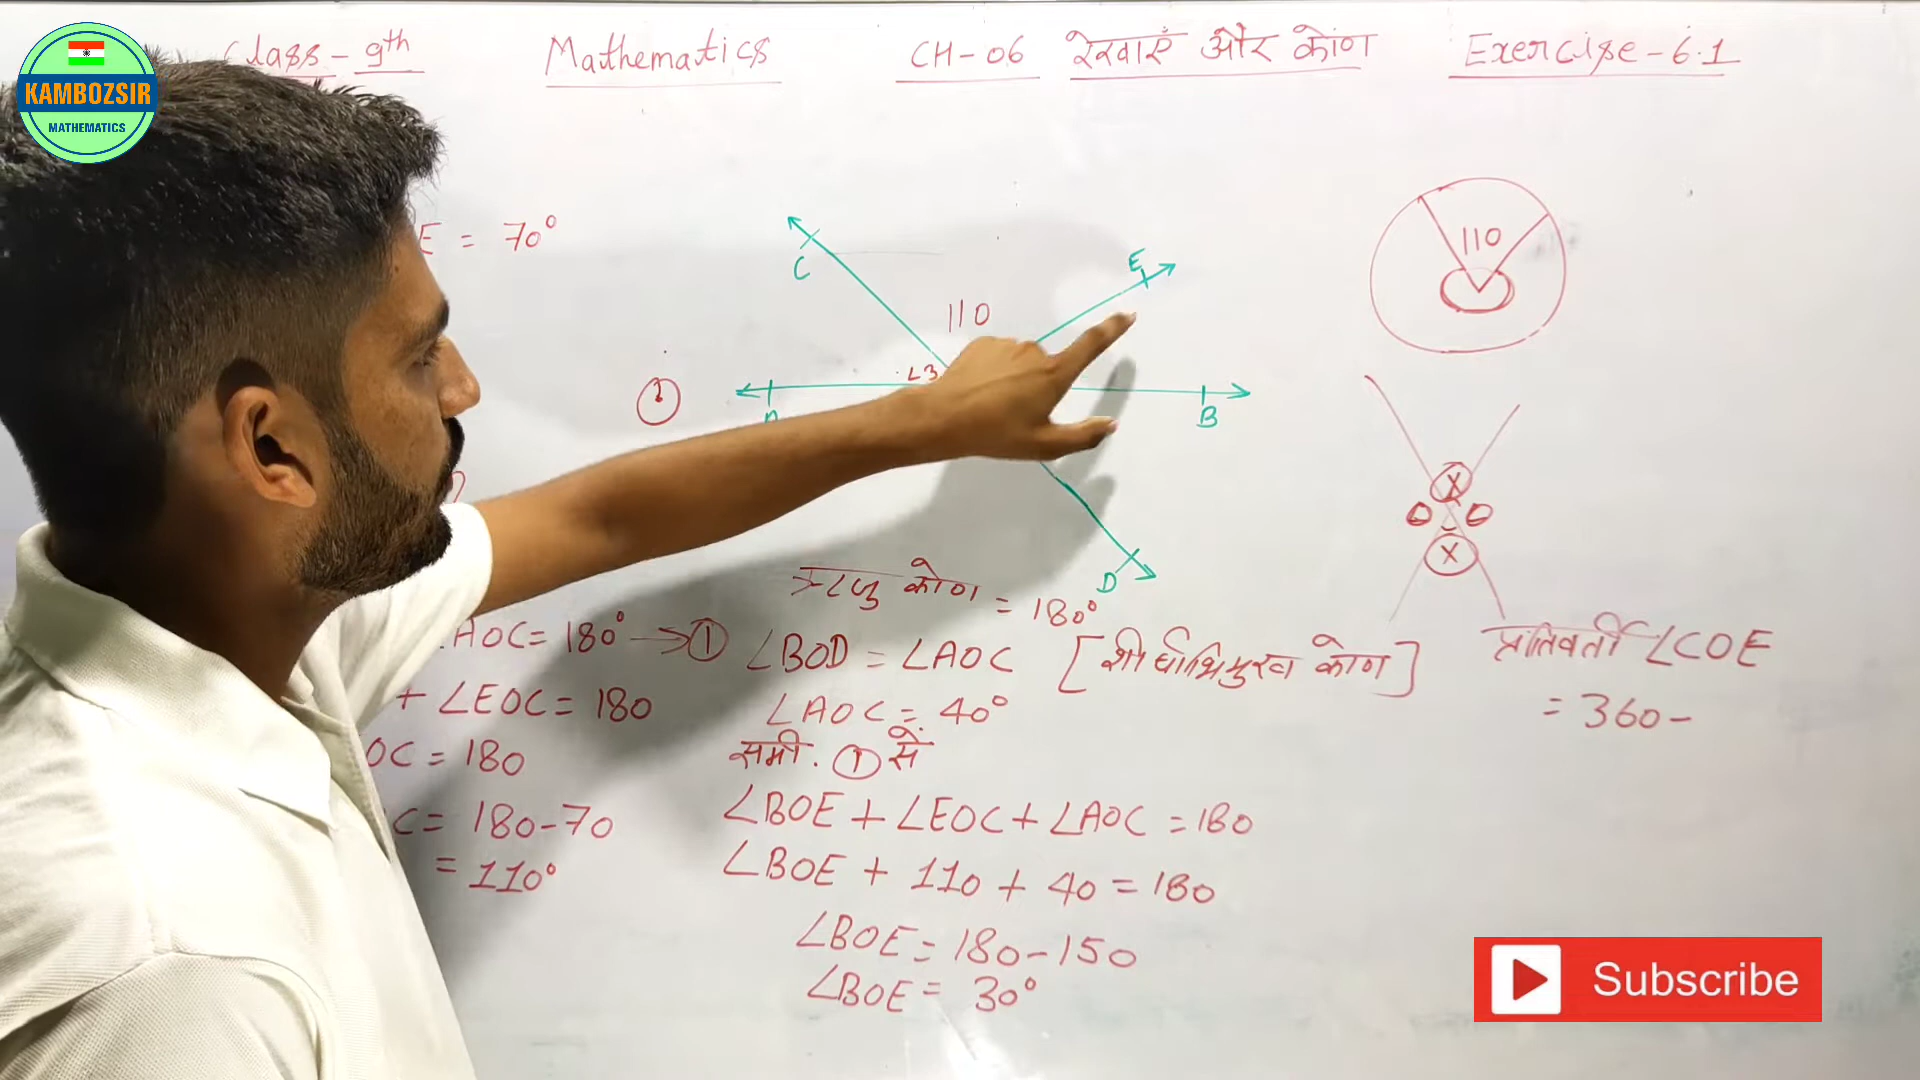 Class - 9th Mathematics CH-06 रेखाएँ और कोण Exercise - 6.1
KAMBOZSIR
MATHEMATICS
E = 70°
C
E
110
110
B
D
ऋजु कोण = 180°
AOC = 180° → ①
∠BOD = ∠AOC [शीर्षाभिमुख कोण]
प्रतिवर्ती ∠COE
= 360 -
+ ∠EOC = 180
∠AOC = 40°
OC = 180
समी. ① से
C = 180 - 70
= 110°
∠BOE + ∠EOC + ∠AOC = 180
∠BOE + 110 + 40 = 180
∠BOE = 180 - 150
∠BOE = 30°
Subscribe